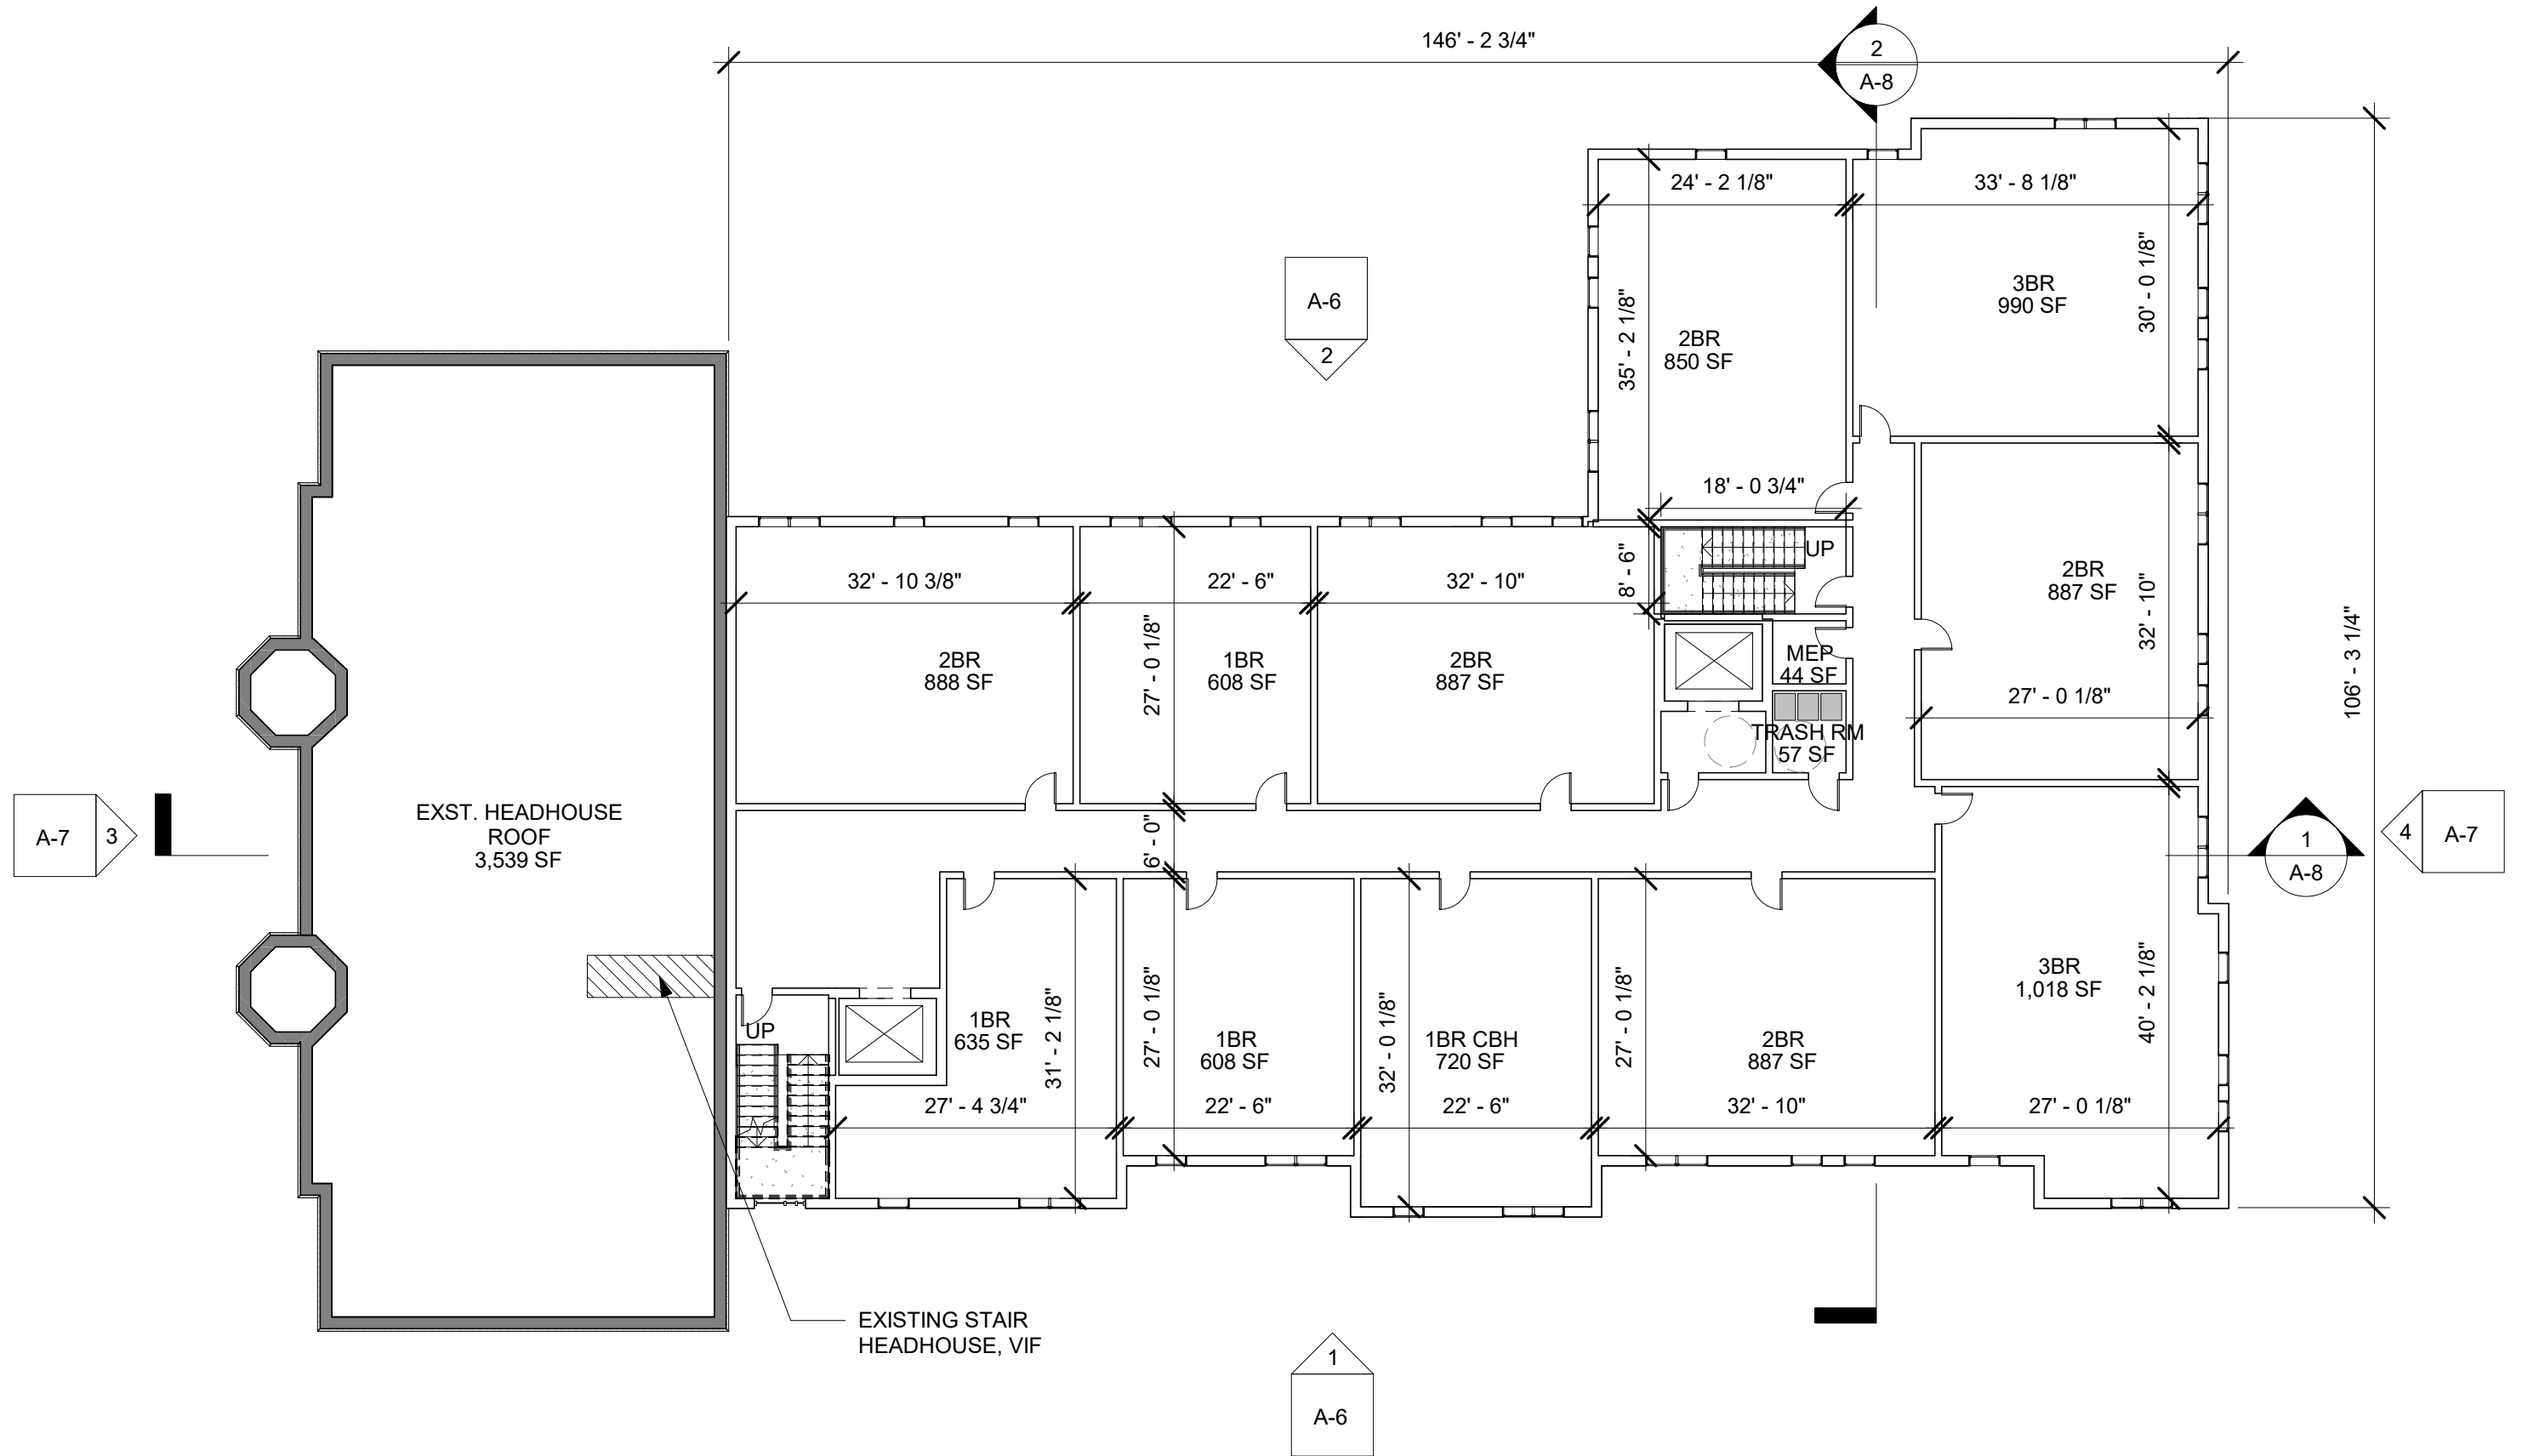 146' - 2 3/4"
2
A-8
24' - 2 1/8"
33' - 8 1/8"
A-6
2
35' - 2 1/8"
2BR
850 SF
3BR
990 SF
30' - 0 1/8"
18' - 0 3/4"
UP
8' - 6"
32' - 10 3/8"
22' - 6"
32' - 10"
2BR
887 SF
32' - 10"
27' - 0 1/8"
106' - 3 1/4"
2BR
888 SF
27' - 0 1/8"
1BR
608 SF
2BR
887 SF
MEP
44 SF
TRASH RM
57 SF
A-7
3
EXST. HEADHOUSE
ROOF
3,539 SF
6' - 0"
1
A-8
4
A-7
UP
1BR
635 SF
31' - 2 1/8"
27' - 0 1/8"
1BR
608 SF
32' - 0 1/8"
1BR CBH
720 SF
27' - 0 1/8"
2BR
887 SF
3BR
1,018 SF
40' - 2 1/8"
27' - 4 3/4"
22' - 6"
22' - 6"
32' - 10"
27' - 0 1/8"
EXISTING STAIR
HEADHOUSE, VIF
1
A-6